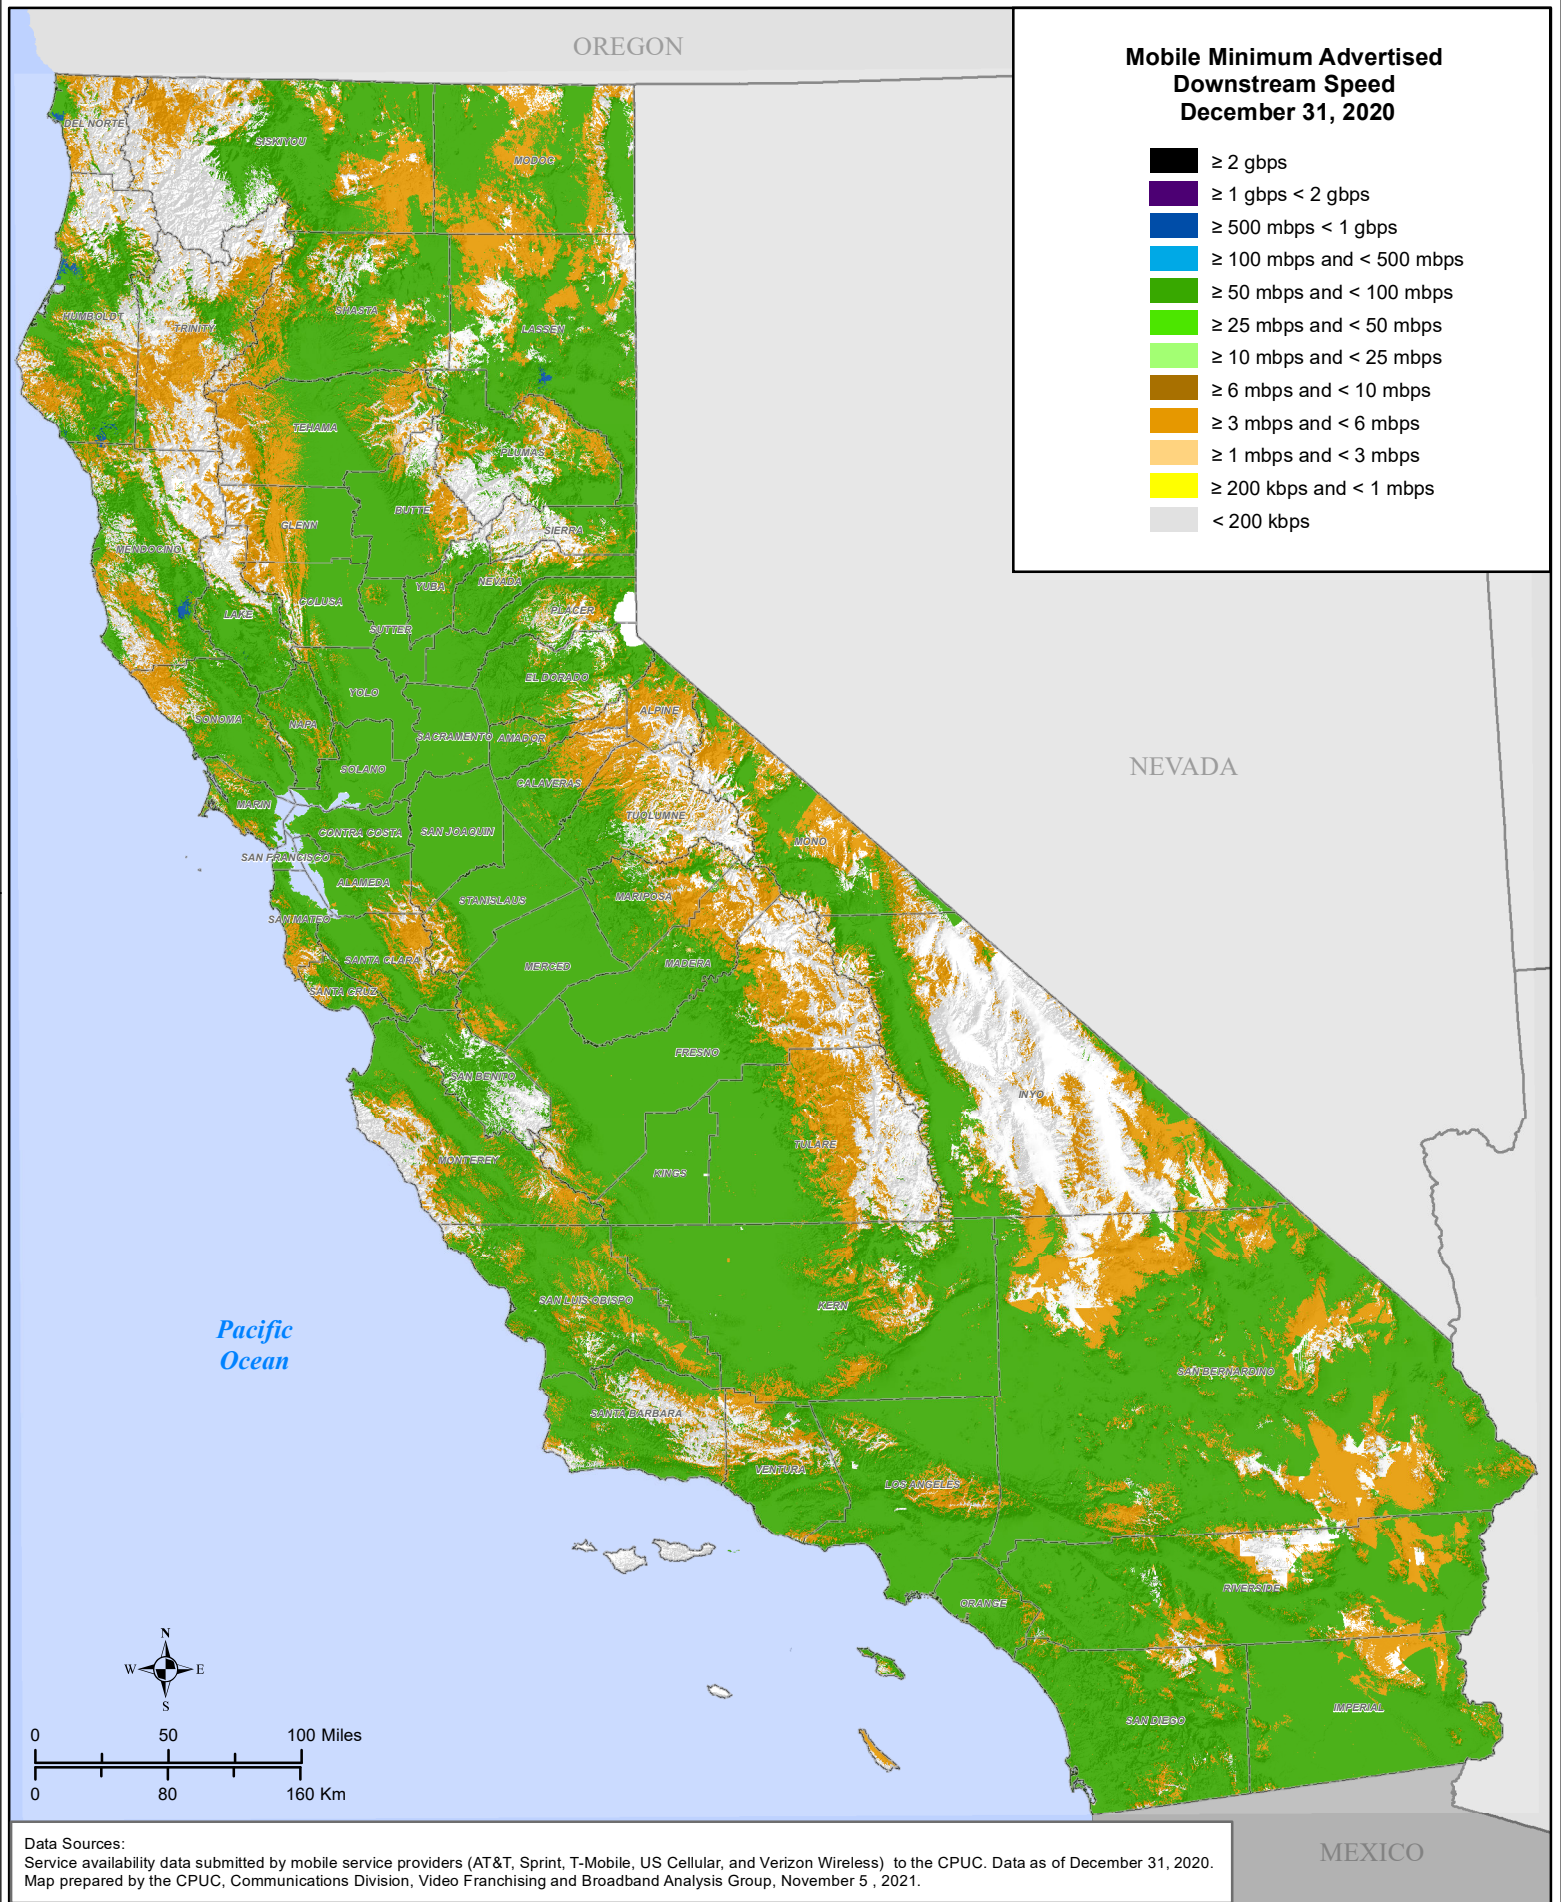 OREGON
Mobile Minimum Advertised
Downstream Speed
December 31, 2020
≥ 2 gbps
≥ 1 gbps < 2 gbps
≥ 500 mbps < 1 gbps
≥ 100 mbps and < 500 mbps
≥ 50 mbps and < 100 mbps
≥ 25 mbps and < 50 mbps
≥ 10 mbps and < 25 mbps
≥ 6 mbps and < 10 mbps
≥ 3 mbps and < 6 mbps
≥ 1 mbps and < 3 mbps
≥ 200 kbps and < 1 mbps
< 200 kbps
DEL NORTE
SISKIYOU
MODOC
HUMBOLDT
TRINITY
SHASTA
LASSEN
TEHAMA
PLUMAS
GLENN
BUTTE
SIERRA
MENDOCINO
COLUSA
YUBA
NEVADA
LAKE
SUTTER
PLACER
YOLO
EL DORADO
SONOMA
NAPA
ALPINE
SACRAMENTO
AMADOR
NEVADA
SOLANO
CALAVERAS
MARIN
CONTRA COSTA
SAN JOAQUIN
TUOLUMNE
MONO
SAN FRANCISCO
ALAMEDA
STANISLAUS
MARIPOSA
SAN MATEO
SANTA CLARA
MERCED
MADERA
SANTA CRUZ
FRESNO
SAN BENITO
INYO
MONTEREY
KINGS
TULARE
SAN LUIS OBISPO
KERN
Pacific
Ocean
SAN BERNARDINO
SANTA BARBARA
VENTURA
LOS ANGELES
RIVERSIDE
ORANGE
SAN DIEGO
IMPERIAL
N
W E
S
0 50 100 Miles
0 80 160 Km
MEXICO
Data Sources:
Service availability data submitted by mobile service providers (AT&T, Sprint, T-Mobile, US Cellular, and Verizon Wireless) to the CPUC. Data as of December 31, 2020.
Map prepared by the CPUC, Communications Division, Video Franchising and Broadband Analysis Group, November 5 , 2021.